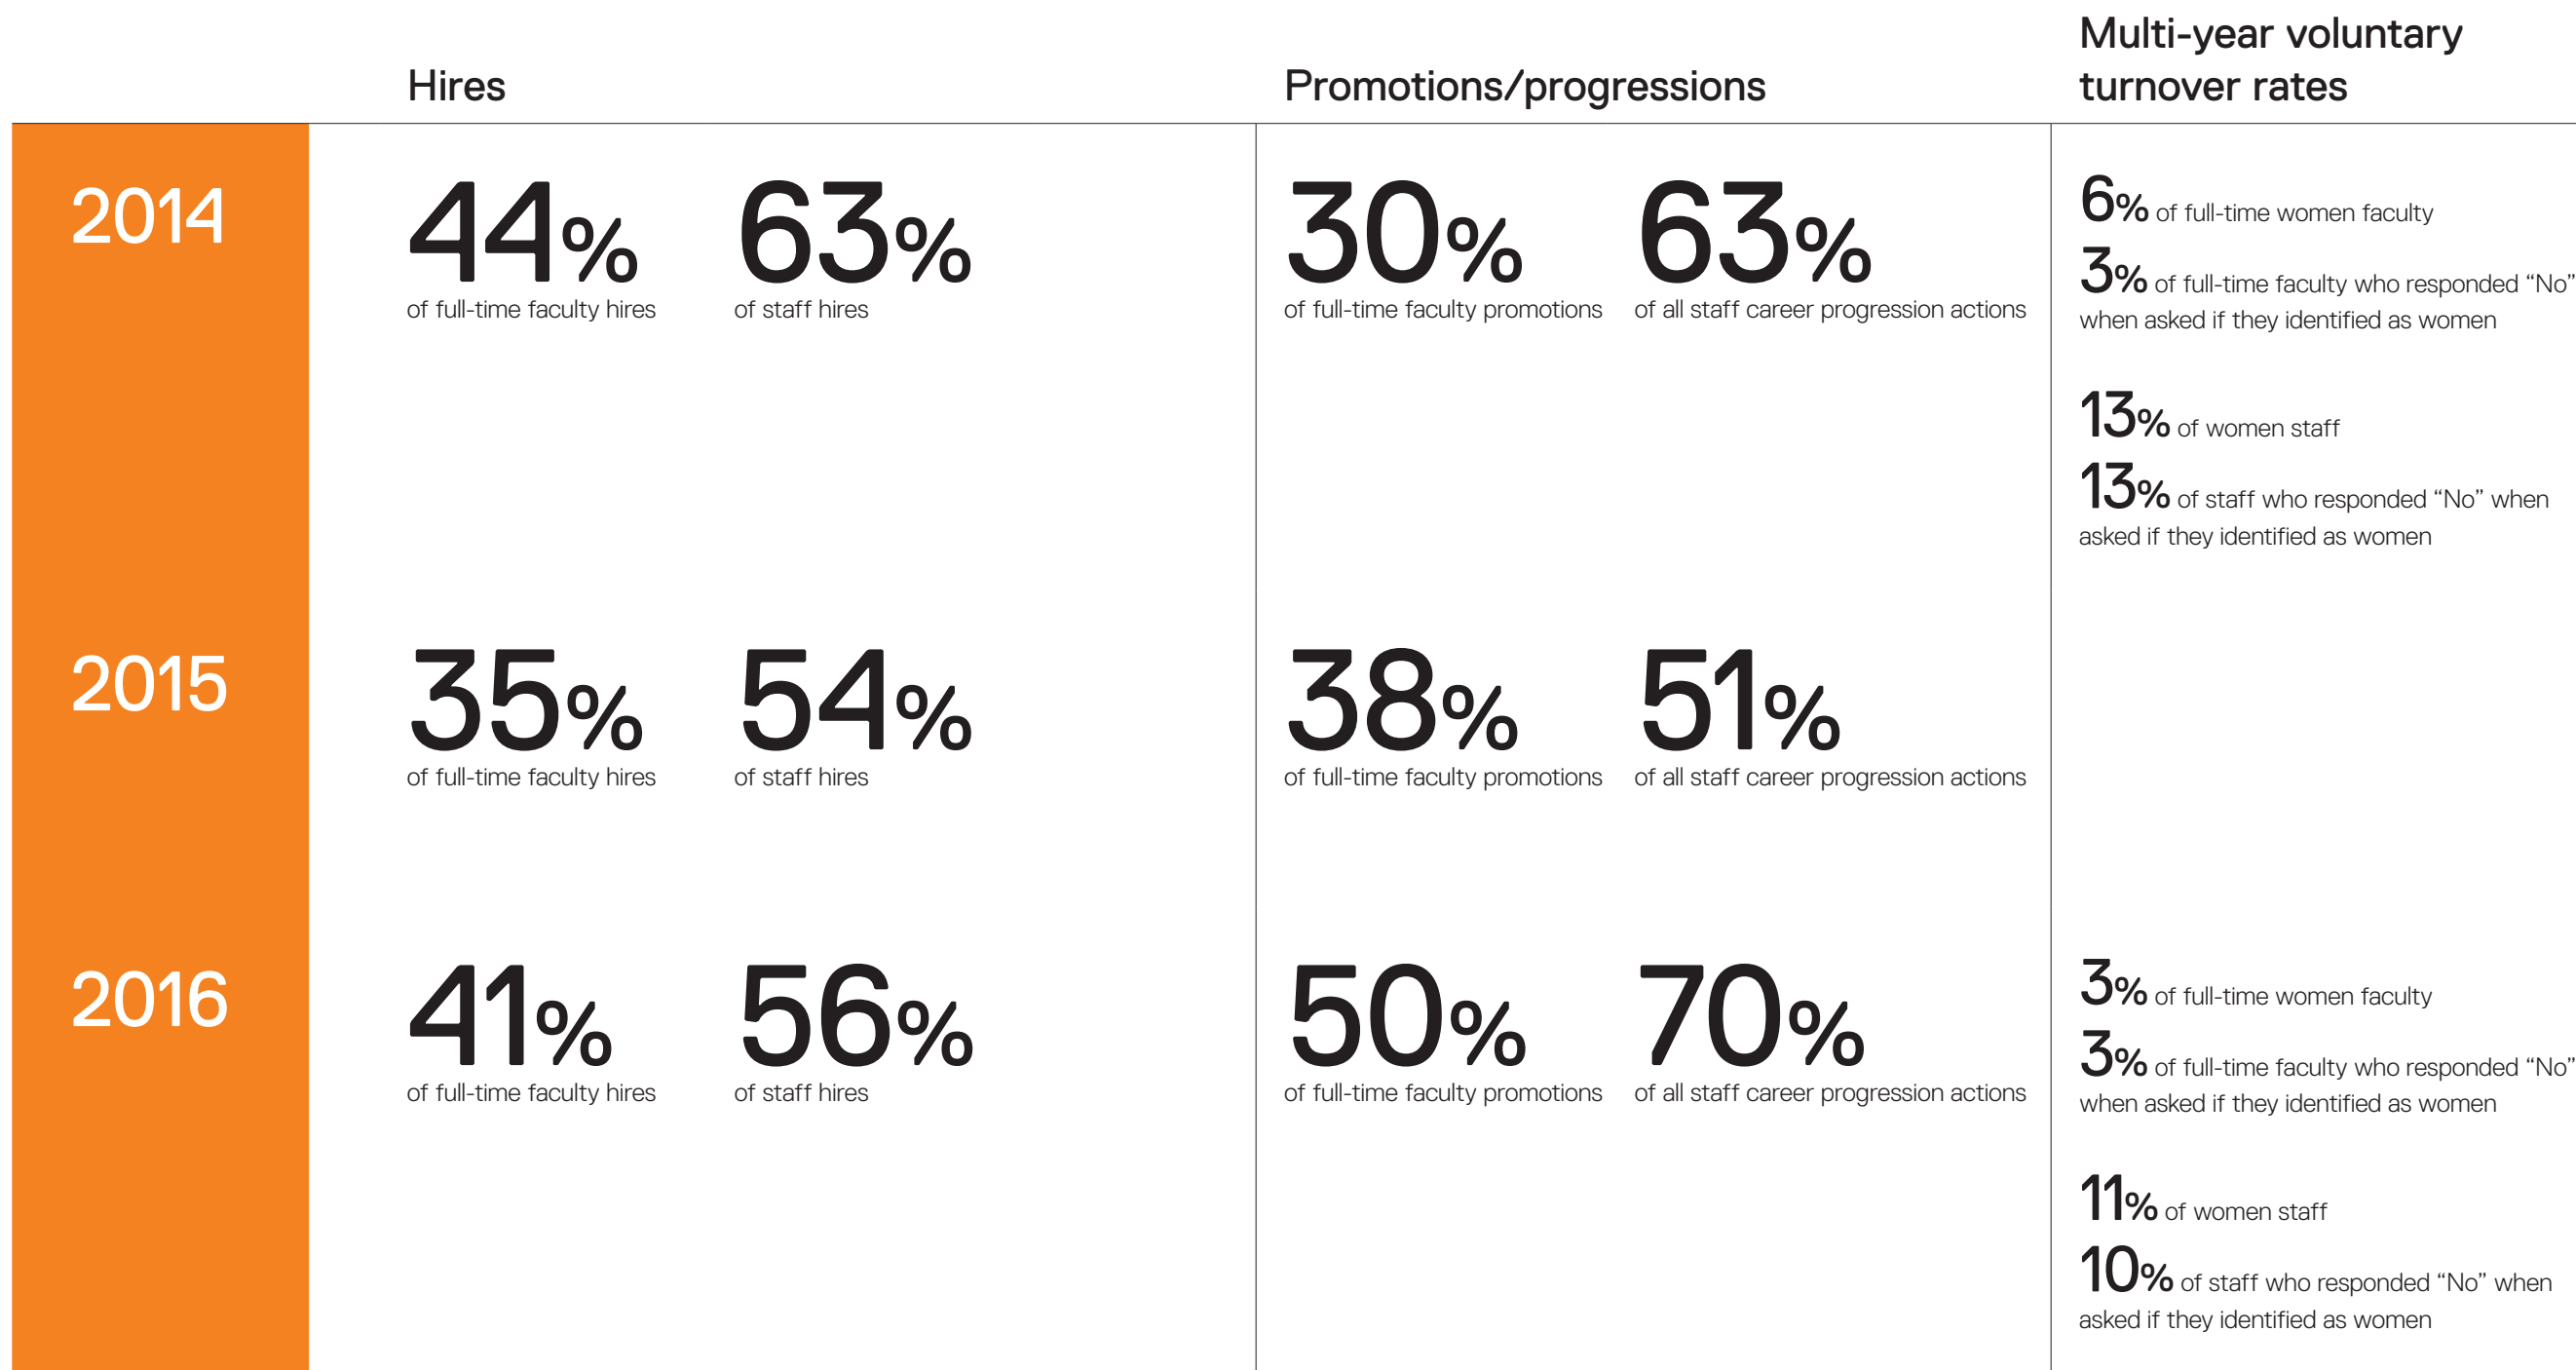 Hires
Promotions/progressions
Multi-year voluntary
turnover rates
2014
44%
of full-time faculty hires
63%
of staff hires
30%
of full-time faculty promotions
63%
of all staff career progression actions
6% of full-time women faculty
3% of full-time faculty who responded “No”
when asked if they identified as women
13% of women staff
13% of staff who responded “No” when
asked if they identified as women
2015
35%
of full-time faculty hires
54%
of staff hires
38%
of full-time faculty promotions
51%
of all staff career progression actions
2016
41%
of full-time faculty hires
56%
of staff hires
50%
of full-time faculty promotions
70%
of all staff career progression actions
3% of full-time women faculty
3% of full-time faculty who responded “No”
when asked if they identified as women
11% of women staff
10% of staff who responded “No” when
asked if they identified as women